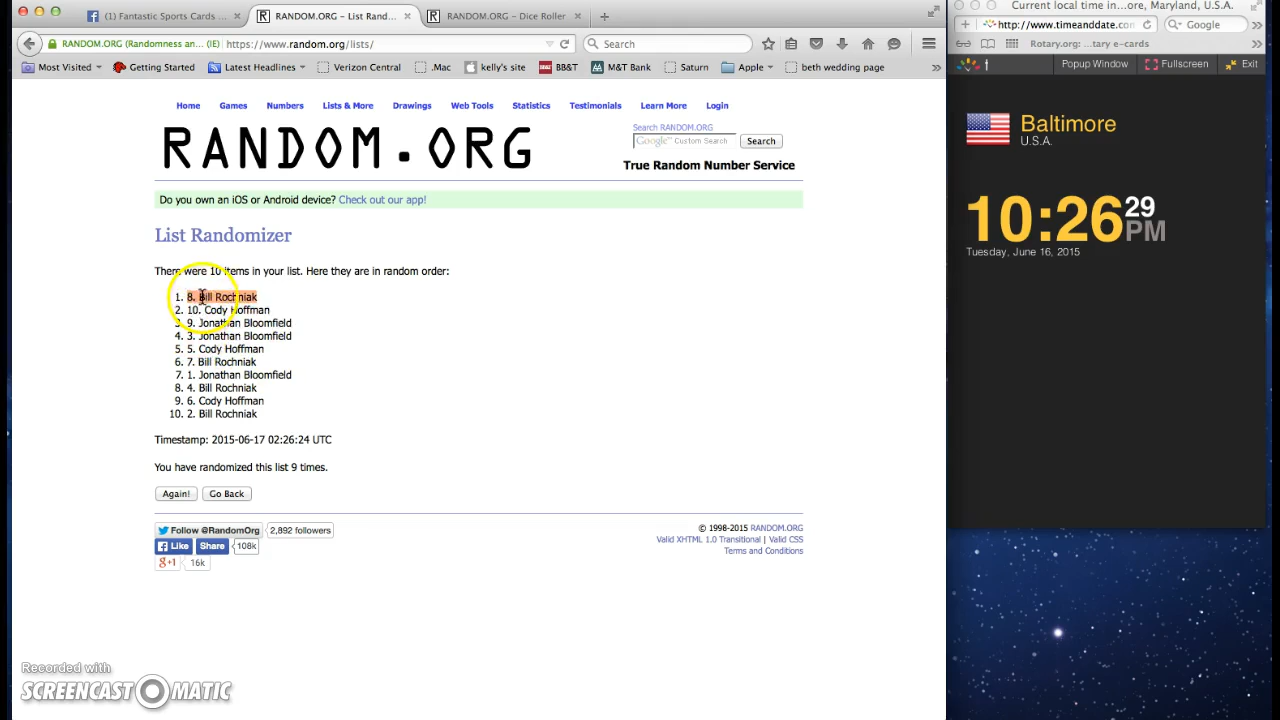 (1) Fantastic Sports Cards ... ×
RANDOM.ORG - List Rand... ×
RANDOM.ORG - Dice Roller ×
RANDOM.ORG (Randomness an... (IE)
https://www.random.org/lists/
Search
Most Visited
Getting Started
Latest Headlines
Verizon Central
.Mac
kelly's site
BB&T
M&T Bank
Saturn
Apple
beth wedding page
Home Games Numbers Lists & More Drawings Web Tools Statistics Testimonials Learn More Login
RANDOM.ORG
Search RANDOM.ORG
Google™ Custom Search
Search
True Random Number Service
Do you own an iOS or Android device? Check out our app!
List Randomizer
There were 10 items in your list. Here they are in random order:
1. 8. Bill Rochniak
2. 10. Cody Hoffman
3. 9. Jonathan Bloomfield
4. 3. Jonathan Bloomfield
5. 5. Cody Hoffman
6. 7. Bill Rochniak
7. 1. Jonathan Bloomfield
8. 4. Bill Rochniak
9. 6. Cody Hoffman
10. 2. Bill Rochniak
Timestamp: 2015-06-17 02:26:24 UTC
You have randomized this list 9 times.
Again!
Go Back
Follow @RandomOrg
2,892 followers
Like
Share
108k
g+1
16k
© 1998-2015 RANDOM.ORG
Valid XHTML 1.0 Transitional | Valid CSS
Terms and Conditions
Recorded with
SCREENCAST-O-MATIC
Current local time in...ore, Maryland, U.S.A.
http://www.timeanddate.con
Google
Rotary.org: ...tary e-cards
Popup Window
Fullscreen
Exit
Baltimore
U.S.A.
10:26 29 PM
Tuesday, June 16, 2015